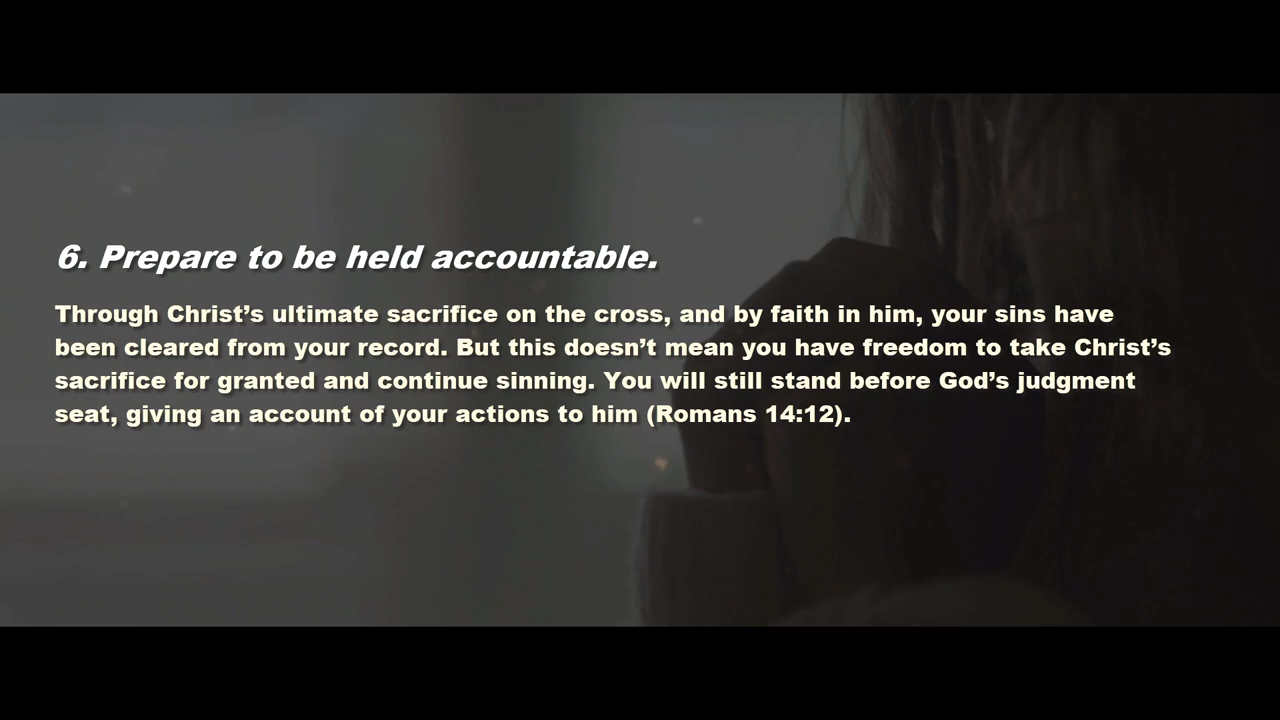 6. Prepare to be held accountable.
Through Christ’s ultimate sacrifice on the cross, and by faith in him, your sins have
been cleared from your record. But this doesn’t mean you have freedom to take Christ’s
sacrifice for granted and continue sinning. You will still stand before God’s judgment
seat, giving an account of your actions to him (Romans 14:12).